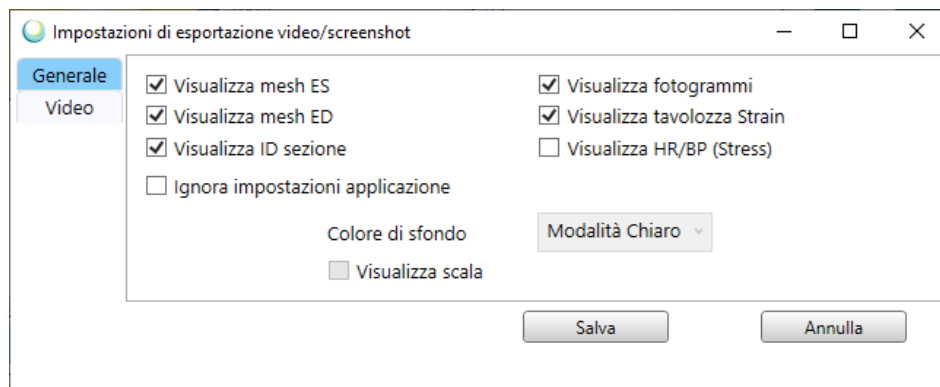 Impostazioni di esportazione video/screenshot
Generale
Video
Visualizza mesh ES
Visualizza fotogrammi
Visualizza mesh ED
Visualizza tavolozza Strain
Visualizza ID sezione
Visualizza HR/BP (Stress)
Ignora impostazioni applicazione
Colore di sfondo
Modalità Chiaro
Visualizza scala
Salva
Annulla